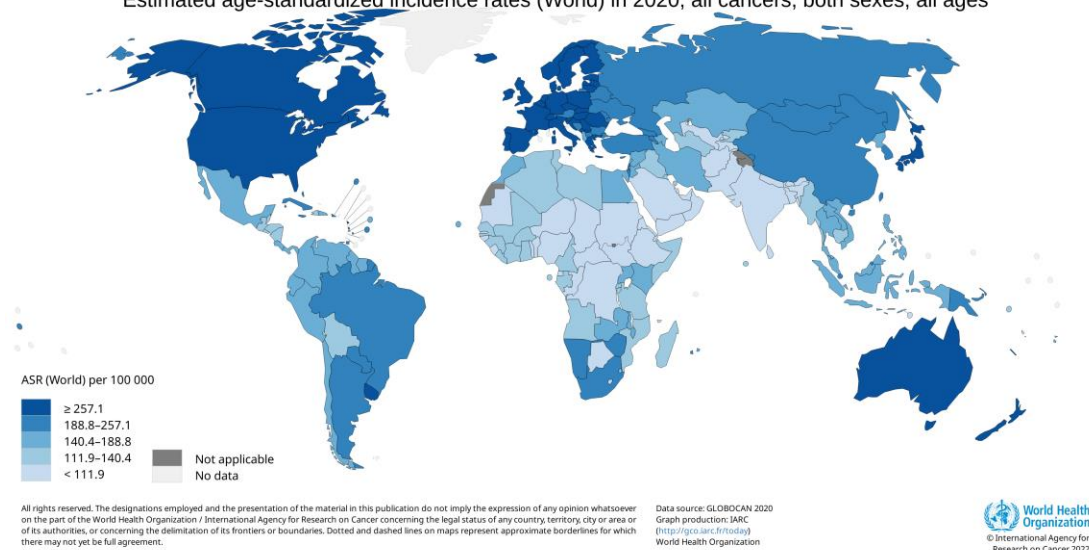 Estimated age-standardized incidence rates (World) in 2020, all cancers, both sexes, all ages
ASR (World) per 100 000
≥ 257.1
188.8–257.1
140.4–188.8
111.9–140.4
< 111.9
Not applicable
No data
All rights reserved. The designations employed and the presentation of the material in this publication do not imply the expression of any opinion whatsoever
on the part of the World Health Organization / International Agency for Research on Cancer concerning the legal status of any country, territory, city or area or
of its authorities, or concerning the delimitation of its frontiers or boundaries. Dotted and dashed lines on maps represent approximate borderlines for which
there may not yet be full agreement.
Data source: GLOBOCAN 2020
Graph production: IARC
(http://gco.iarc.fr/today)
World Health Organization
World Health
Organization
© International Agency for
Research on Cancer 2022